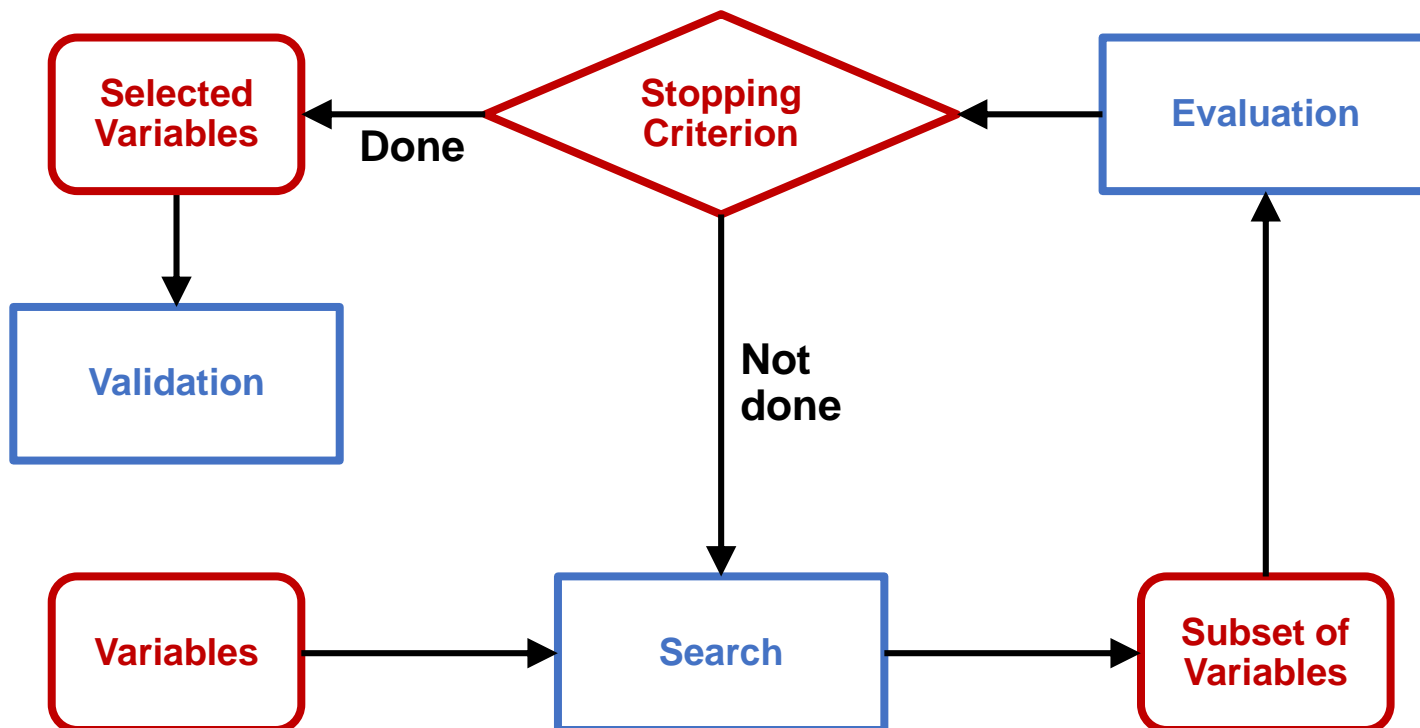 Selected
Variables
Done
Stopping
Criterion
Evaluation
Validation
Not
done
Variables
Search
Subset of
Variables